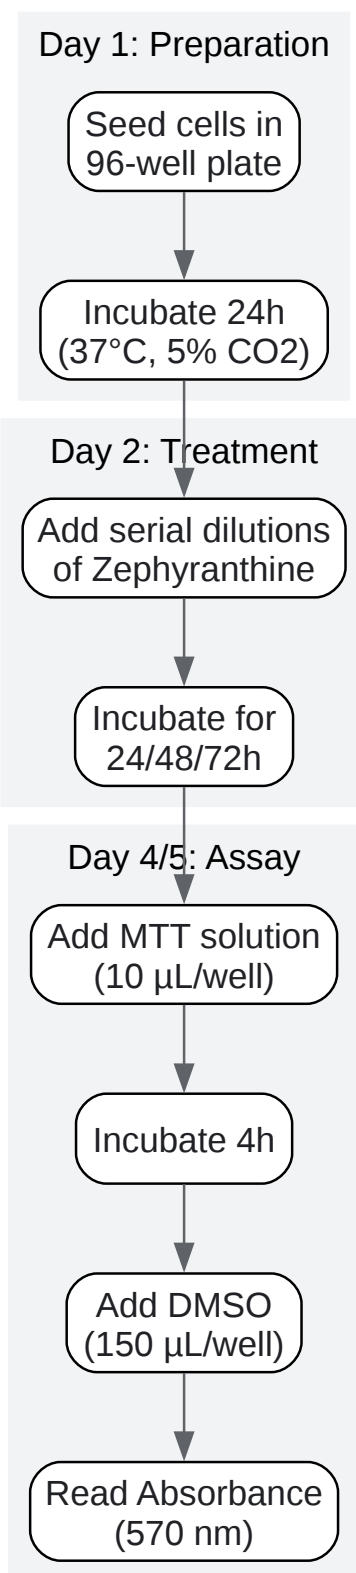 Day 1: Preparation
Seed cells in
96-well plate
Incubate 24h
(37°C, 5% CO2)
Day 2: Treatment
Add serial dilutions
of Zephyranthine
Incubate for
24/48/72h
Day 4/5: Assay
Add MTT solution
(10 µL/well)
Incubate 4h
Add DMSO
(150 µL/well)
Read Absorbance
(570 nm)